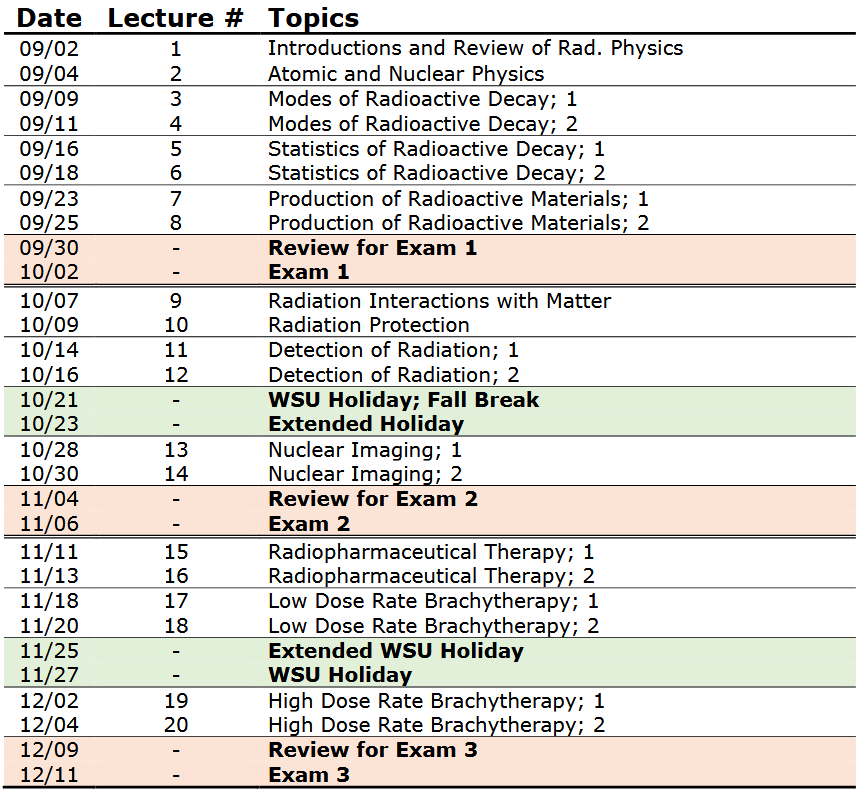 Date Lecture # Topics
09/02 1 Introductions and Review of Rad. Physics
09/04 2 Atomic and Nuclear Physics
09/09 3 Modes of Radioactive Decay; 1
09/11 4 Modes of Radioactive Decay; 2
09/16 5 Statistics of Radioactive Decay; 1
09/18 6 Statistics of Radioactive Decay; 2
09/23 7 Production of Radioactive Materials; 1
09/25 8 Production of Radioactive Materials; 2
09/30 - Review for Exam 1
10/02 - Exam 1
10/07 9 Radiation Interactions with Matter
10/09 10 Radiation Protection
10/14 11 Detection of Radiation; 1
10/16 12 Detection of Radiation; 2
10/21 - WSU Holiday; Fall Break
10/23 - Extended Holiday
10/28 13 Nuclear Imaging; 1
10/30 14 Nuclear Imaging; 2
11/04 - Review for Exam 2
11/06 - Exam 2
11/11 15 Radiopharmaceutical Therapy; 1
11/13 16 Radiopharmaceutical Therapy; 2
11/18 17 Low Dose Rate Brachytherapy; 1
11/20 18 Low Dose Rate Brachytherapy; 2
11/25 - Extended WSU Holiday
11/27 - WSU Holiday
12/02 19 High Dose Rate Brachytherapy; 1
12/04 20 High Dose Rate Brachytherapy; 2
12/09 - Review for Exam 3
12/11 - Exam 3